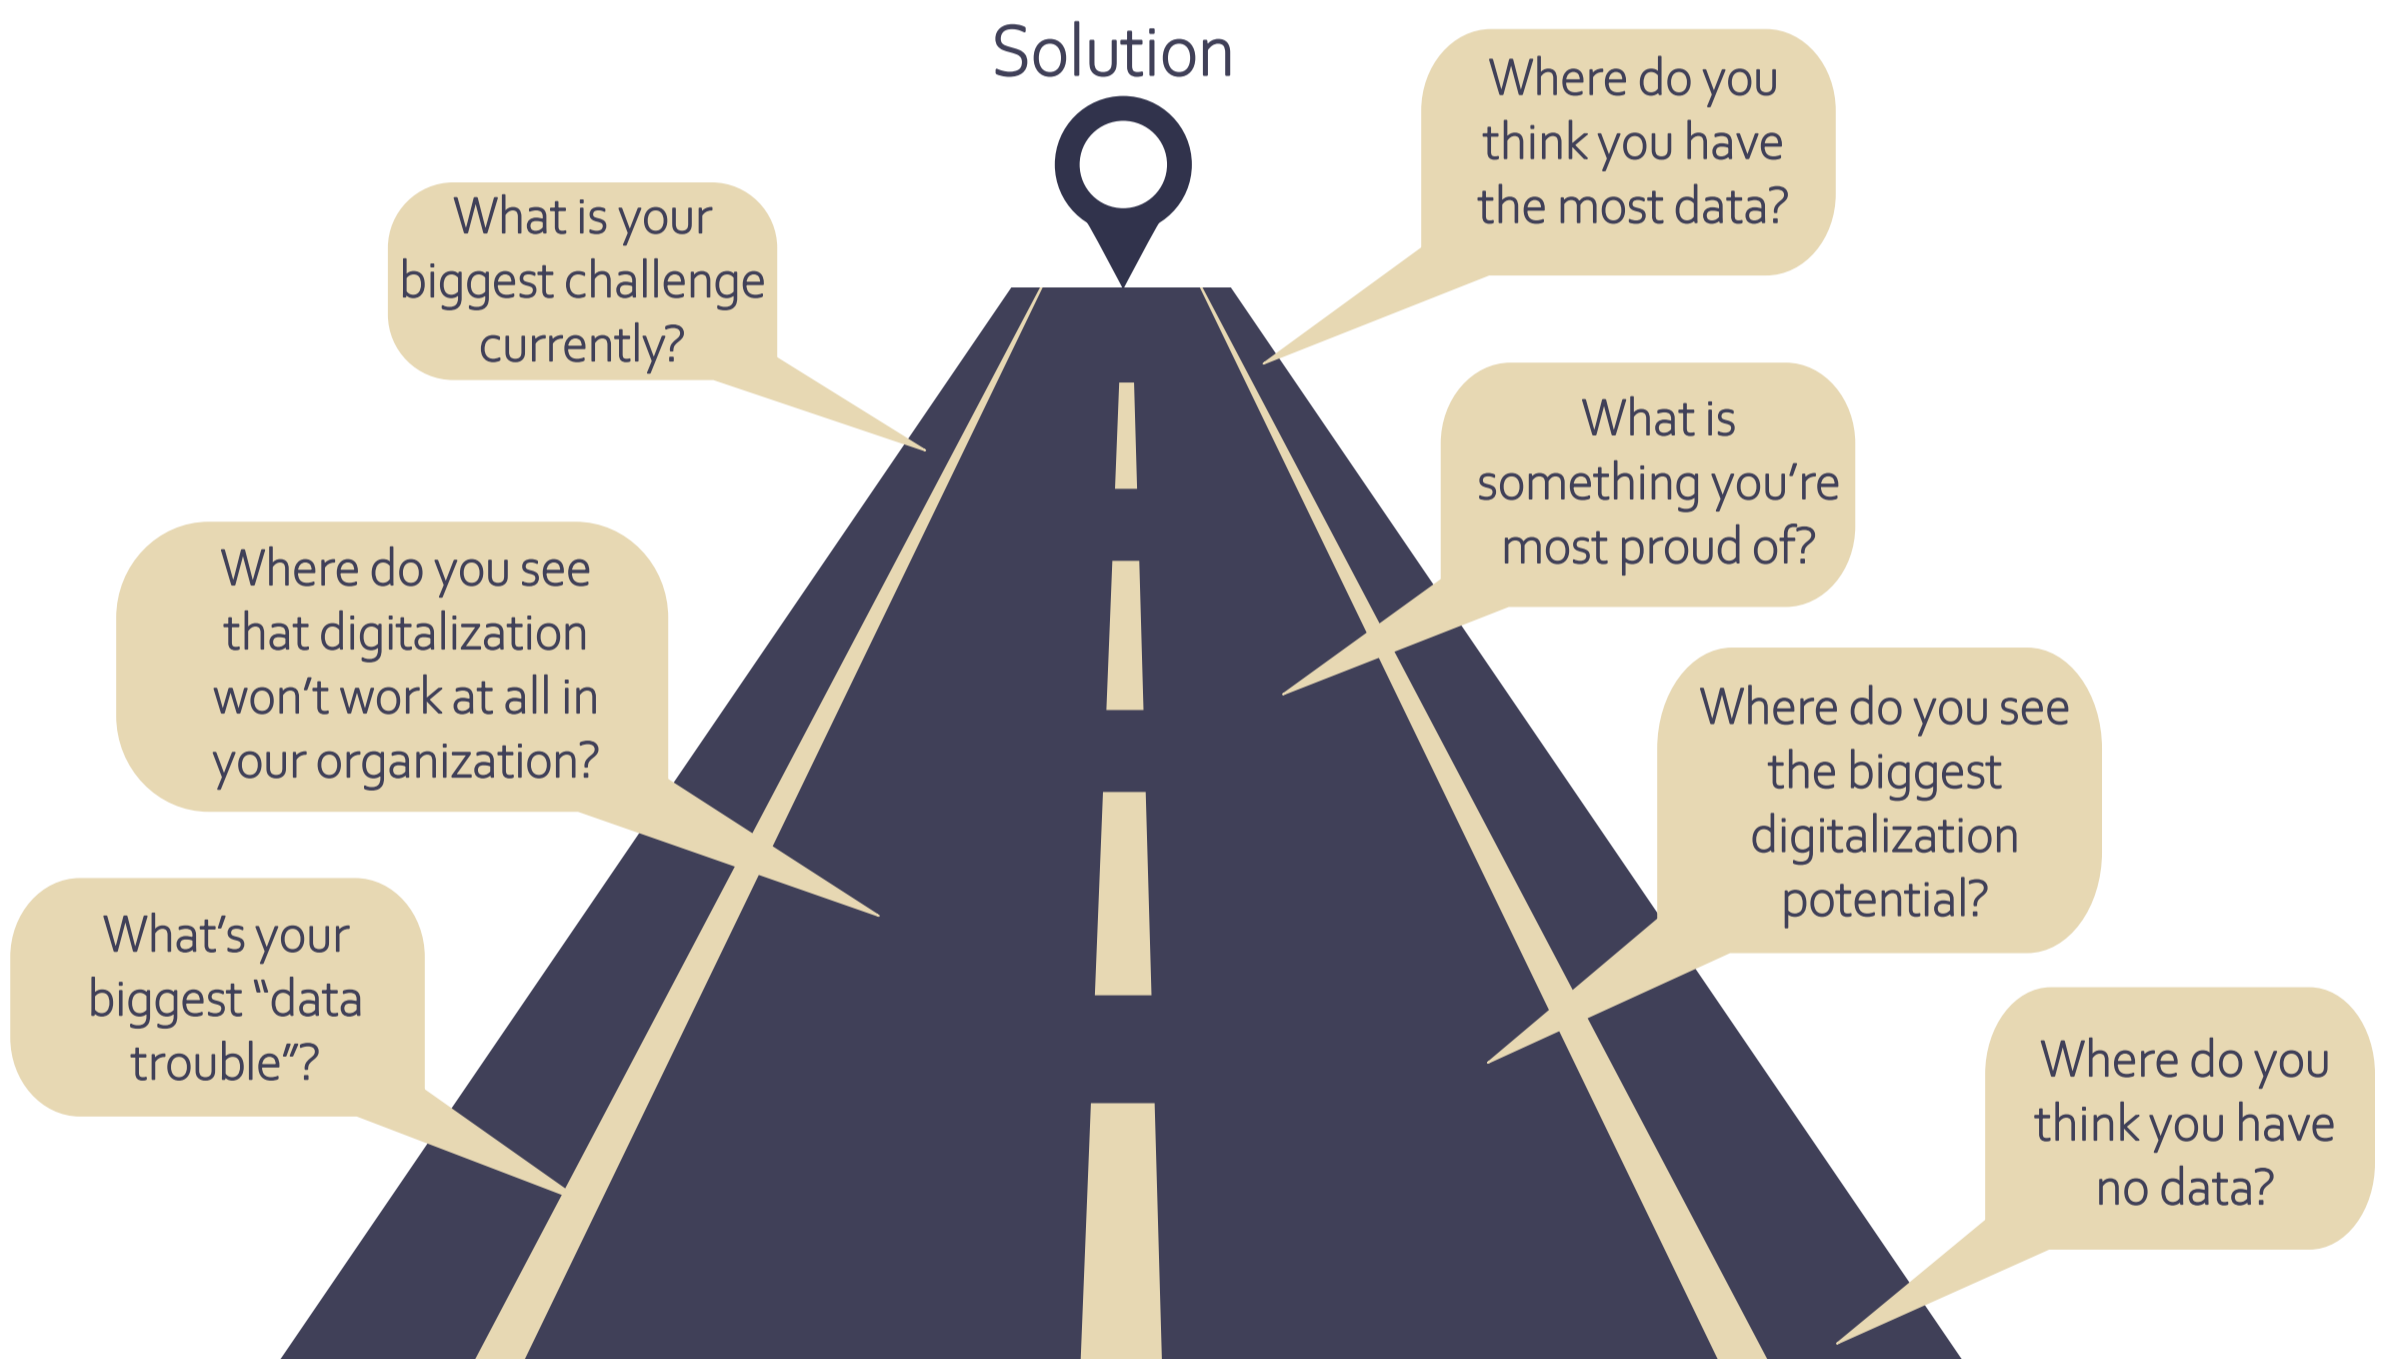 Solution
Where do you
think you have
the most data?
What is your
biggest challenge
currently?
What is
something you’re
most proud of?
Where do you see
that digitalization
won’t work at all in
your organization?
Where do you see
the biggest
digitalization
potential?
What‘s your
biggest “data
trouble”?
Where do you
think you have
no data?